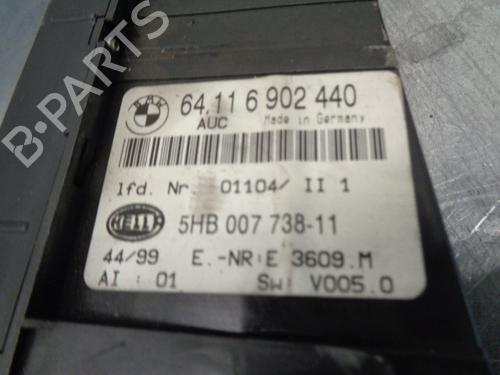 BMW
64.11 6 902 440
AUC Made in Germany
lfd. Nr. 01104/ II 1
HELLA 5HB 007 738-11
44/99 E.-NR: E 3609.M
AI : 01 SW: V005.0
B-PARTS